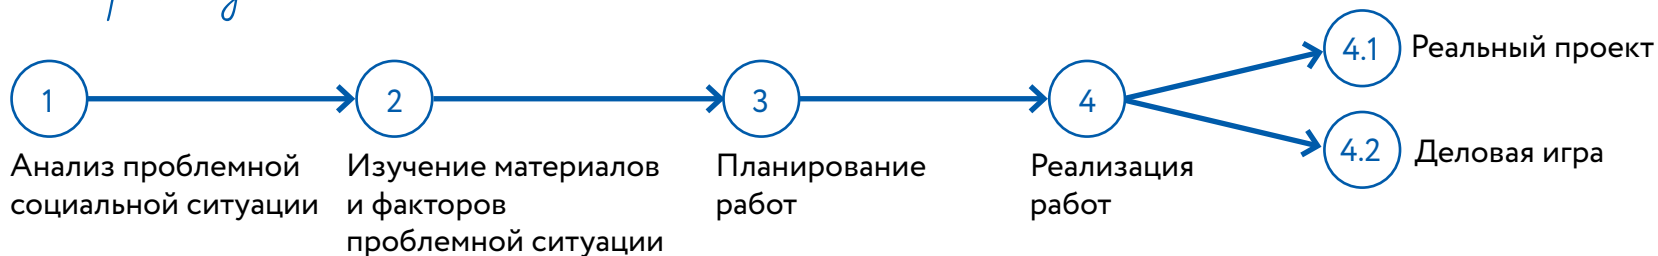 1
Анализ проблемной
социальной ситуации
2
Изучение материалов
и факторов
проблемной ситуации
3
Планирование
работ
4
Реализация
работ
4.1
Реальный проект
4.2
Деловая игра